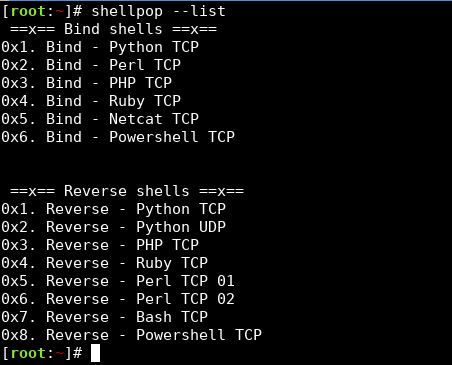 [root:~]# shellpop --list
==x== Bind shells ==x==
0x1. Bind - Python TCP
0x2. Bind - Perl TCP
0x3. Bind - PHP TCP
0x4. Bind - Ruby TCP
0x5. Bind - Netcat TCP
0x6. Bind - Powershell TCP
==x== Reverse shells ==x==
0x1. Reverse - Python TCP
0x2. Reverse - Python UDP
0x3. Reverse - PHP TCP
0x4. Reverse - Ruby TCP
0x5. Reverse - Perl TCP 01
0x6. Reverse - Perl TCP 02
0x7. Reverse - Bash TCP
0x8. Reverse - Powershell TCP
[root:~]#